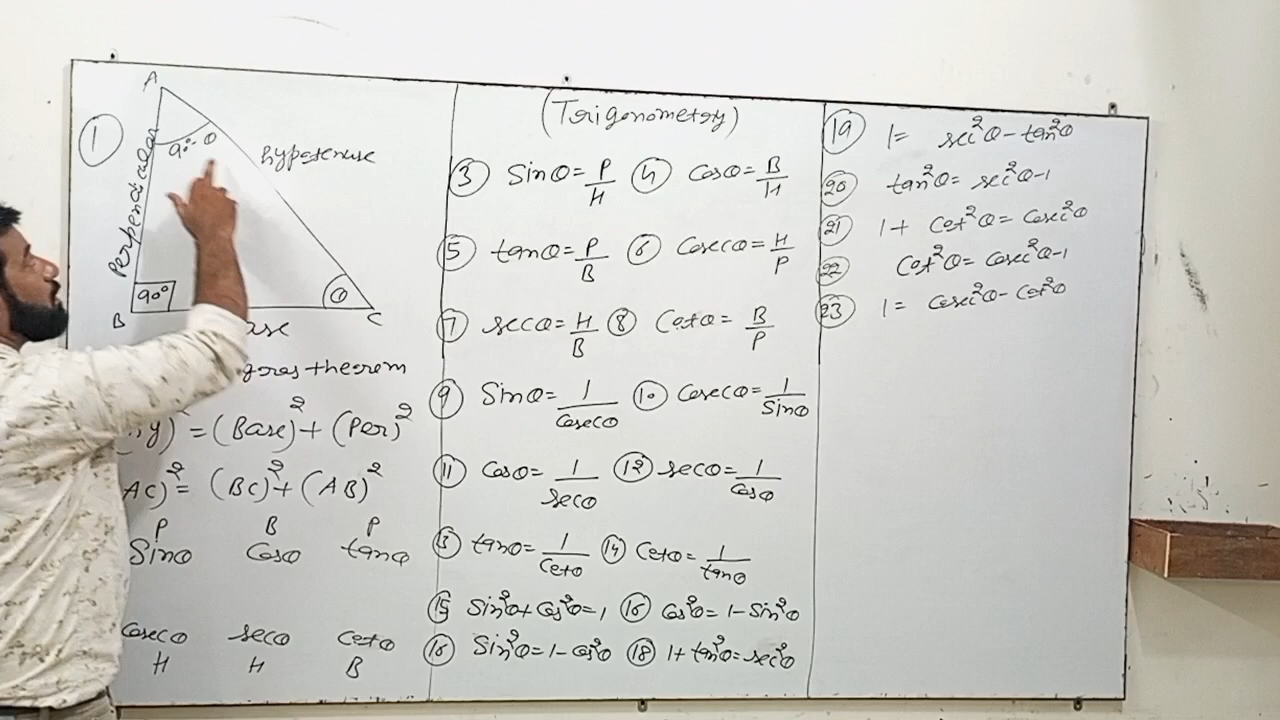 1
A
90°-θ
Perpendicular
hypotenuse
90°
θ
B
C
ase
goras theorem
y)² = (Base)² + (Per)²
AC)² = (BC)² + (AB)²
P B P
Sinθ Cosθ tanθ
Cosecθ secθ Cotθ
H H B
(Trigonometry)
③ Sinθ = P/H ④ Cosθ = B/H
⑤ tanθ = P/B ⑥ Cosecθ = H/P
⑦ secθ = H/B ⑧ Cotθ = B/P
⑨ Sinθ = 1/Cosecθ ⑩ Cosecθ = 1/Sinθ
⑪ Cosθ = 1/secθ ⑫ secθ = 1/Cosθ
⑬ tanθ = 1/Cotθ ⑭ Cotθ = 1/tanθ
⑮ Sin²θ + Cos²θ = 1 ⑯ Cos²θ = 1 - Sin²θ
⑯ Sin²θ = 1 - Cos²θ ⑱ 1 + tan²θ = sec²θ
⑲ 1 = sec²θ - tan²θ
⑳ tan²θ = sec²θ - 1
㉑ 1 + Cot²θ = Cosec²θ
㉒ Cot²θ = Cosec²θ - 1
㉓ 1 = Cosec²θ - Cot²θ